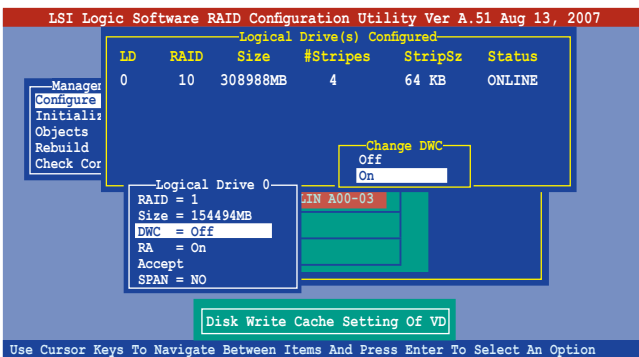 LSI Logic Software RAID Configuration Utility Ver A.51 Aug 13, 2007
Logical Drive(s) Configured
LD RAID Size #Stripes StripSz Status
0 10 308988MB 4 64 KB ONLINE
Manage
Configure
Initializ
Objects
Rebuild
Check Con
Change DWC
Off
On
Logical Drive 0
RAID = 1
Size = 154494MB
DWC = Off
RA = On
Accept
SPAN = NO
LIN A00-03
Disk Write Cache Setting Of VD
Use Cursor Keys To Navigate Between Items And Press Enter To Select An Option